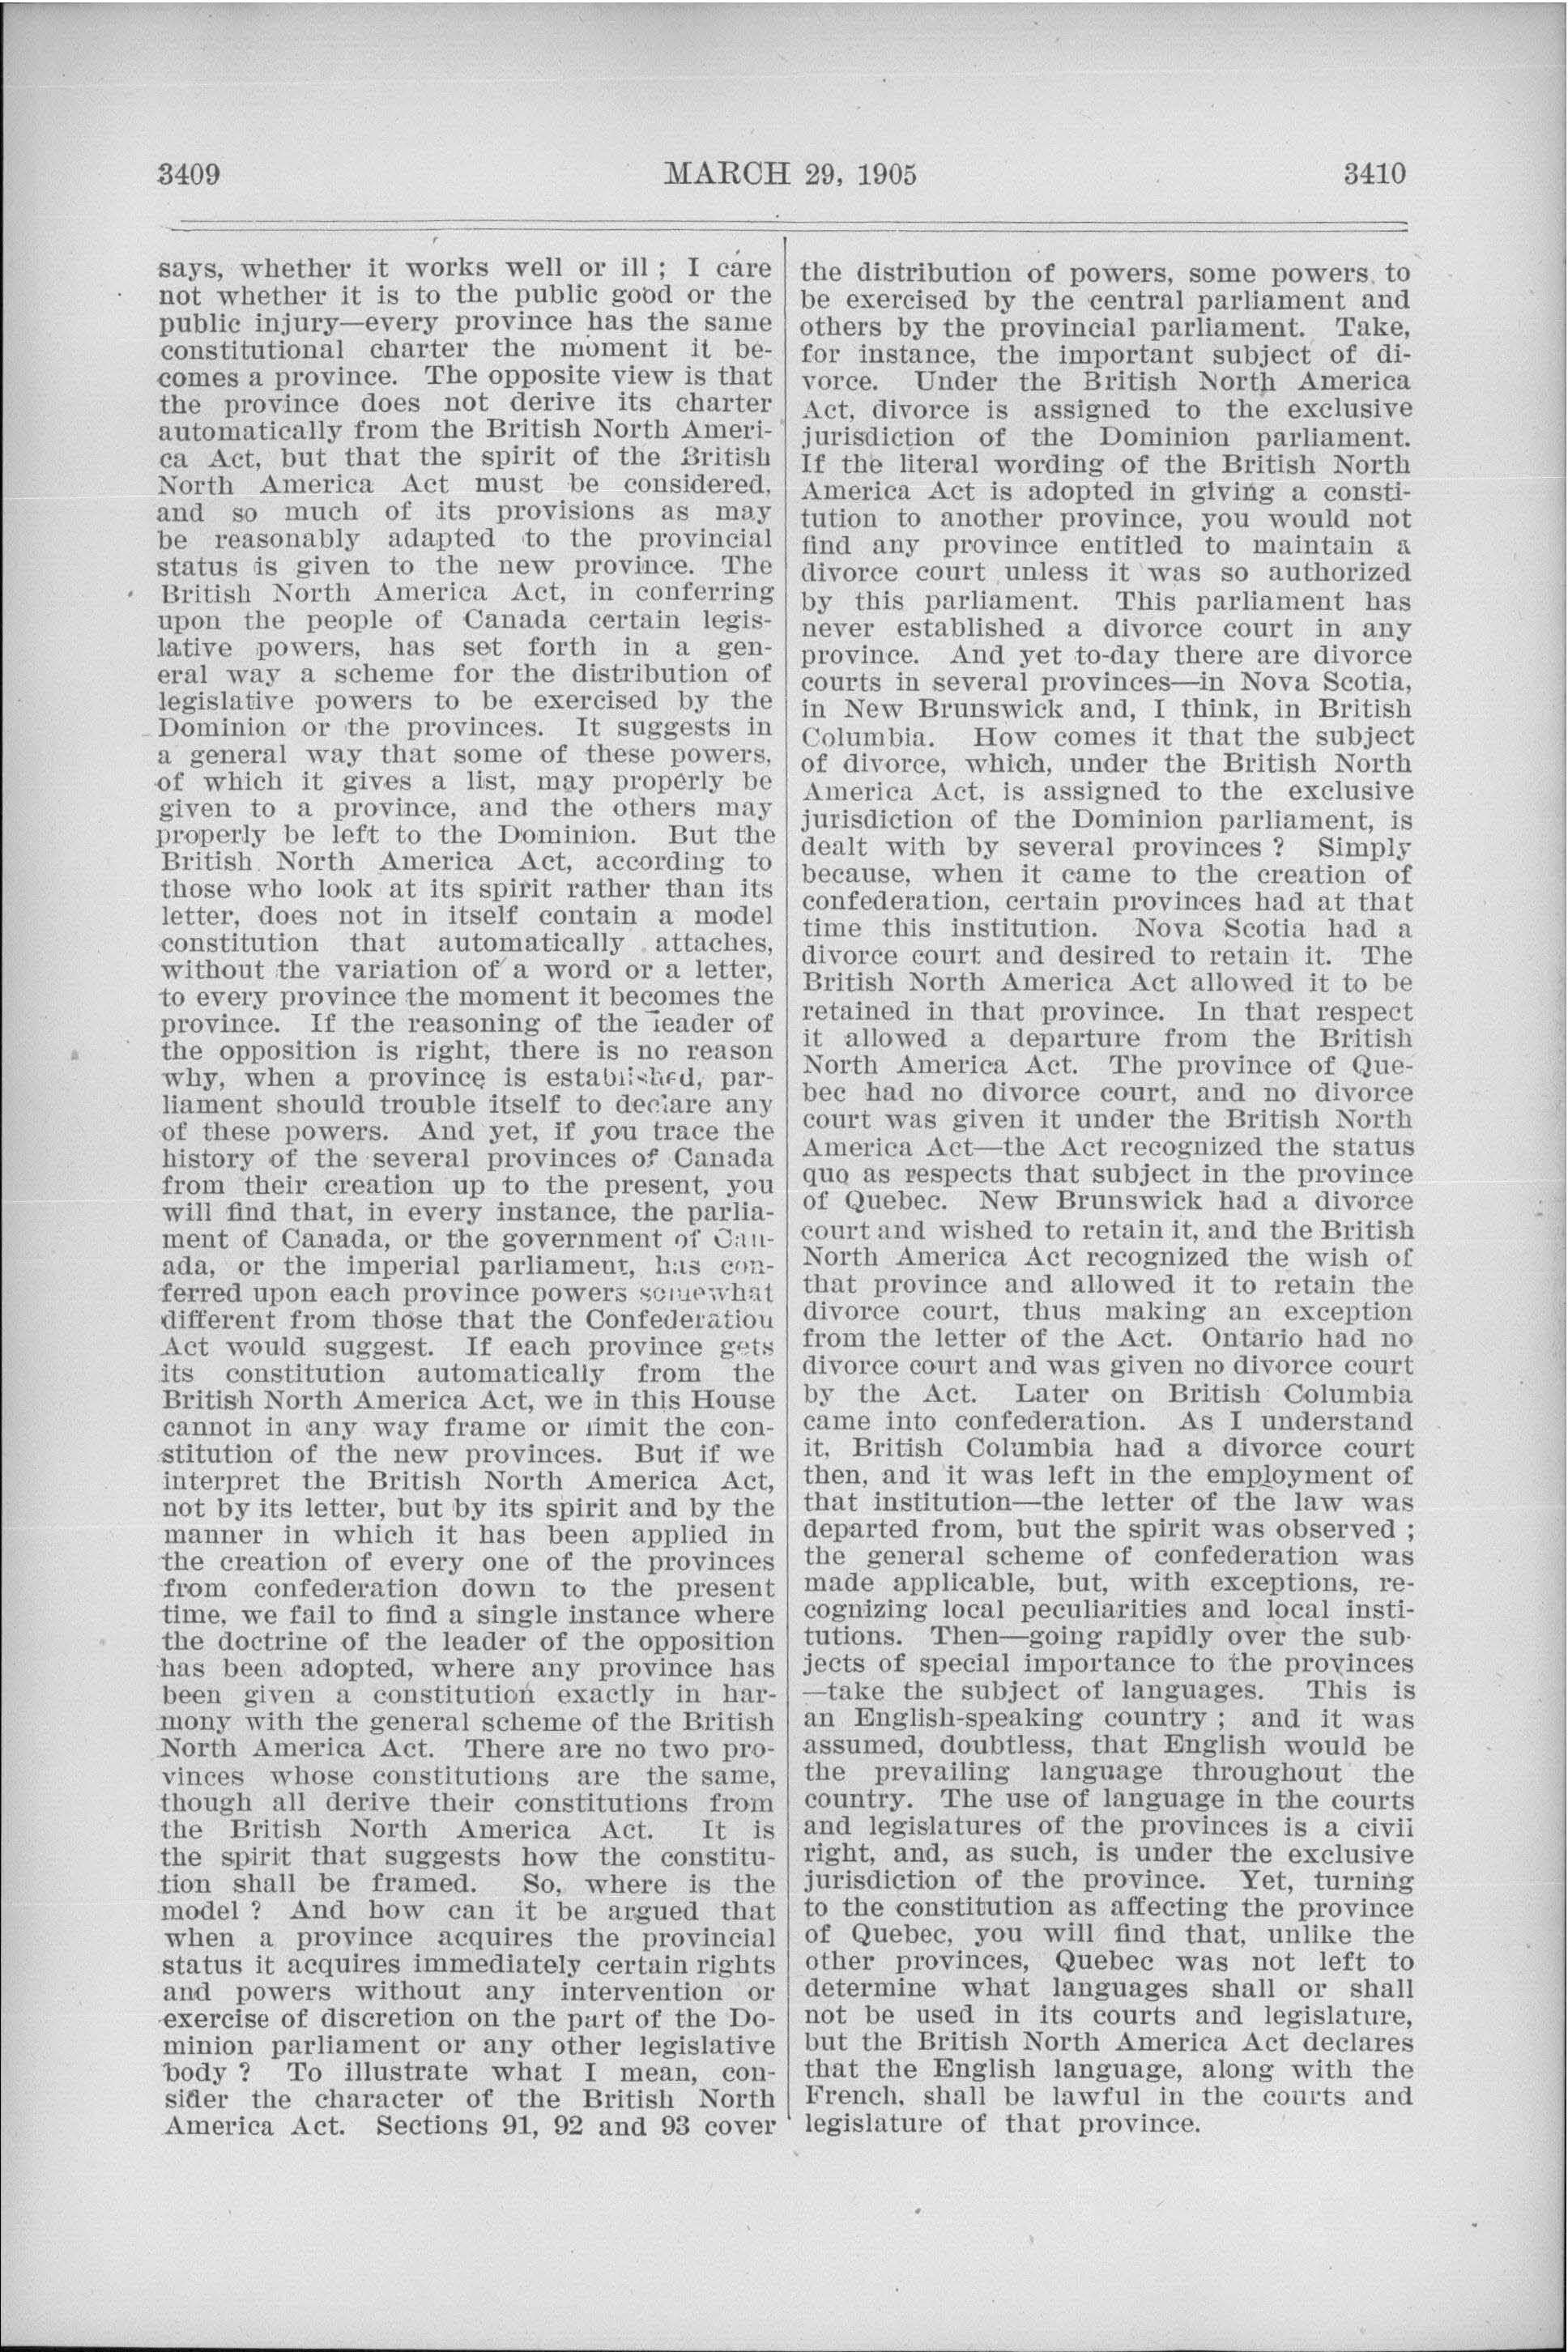 3409
MARCH 29, 1905
3410
says, whether it works well or ill ; I care
not whether it is to the public good or the
public injury—every province has the same
constitutional charter the moment it be-
comes a province. The opposite view is that
the province does not derive its charter
automatically from the British North Ameri-
ca Act, but that the spirit of the British
North America Act must be considered,
and so much of its provisions as may
be reasonably adapted to the provincial
status is given to the new province. The
British North America Act, in conferring
upon the people of Canada certain legis-
lative powers, has set forth in a gen-
eral way a scheme for the distribution of
legislative powers to be exercised by the
Dominion or the provinces. It suggests in
a general way that some of these powers,
of which it gives a list, may properly be
given to a province, and the others may
properly be left to the Dominion. But the
British North America Act, according to
those who look at its spirit rather than its
letter, does not in itself contain a model
constitution that automatically attaches,
without the variation of a word or a letter,
to every province the moment it becomes the
province. If the reasoning of the leader of
the opposition is right, there is no reason
why, when a province is established, par-
liament should trouble itself to declare any
of these powers. And yet, if you trace the
history of the several provinces of Canada
from their creation up to the present, you
will find that, in every instance, the parlia-
ment of Canada, or the government of Can-
ada, or the imperial parliament, has con-
ferred upon each province powers somewhat
different from those that the Confederation
Act would suggest. If each province gets
its constitution automatically from the
British North America Act, we in this House
cannot in any way frame or limit the con-
stitution of the new provinces. But if we
interpret the British North America Act,
not by its letter, but by its spirit and by the
manner in which it has been applied in
the creation of every one of the provinces
from confederation down to the present
time, we fail to find a single instance where
the doctrine of the leader of the opposition
has been adopted, where any province has
been given a constitution exactly in har-
mony with the general scheme of the British
North America Act. There are no two pro-
vinces whose constitutions are the same,
though all derive their constitutions from
the British North America Act. It is
the spirit that suggests how the constitu-
tion shall be framed. So, where is the
model ? And how can it be argued that
when a province acquires the provincial
status it acquires immediately certain rights
and powers without any intervention or
exercise of discretion on the part of the Do-
minion parliament or any other legislative
body ? To illustrate what I mean, con-
sider the character of the British North
America Act. Sections 91, 92 and 93 cover
the distribution of powers, some powers to
be exercised by the central parliament and
others by the provincial parliament. Take,
for instance, the important subject of di-
vorce. Under the British North America
Act, divorce is assigned to the exclusive
jurisdiction of the Dominion parliament.
If the literal wording of the British North
America Act is adopted in giving a consti-
tution to another province, you would not
find any province entitled to maintain a
divorce court unless it was so authorized
by this parliament. This parliament has
never established a divorce court in any
province. And yet to-day there are divorce
courts in several provinces—in Nova Scotia,
in New Brunswick and, I think, in British
Columbia. How comes it that the subject
of divorce, which, under the British North
America Act, is assigned to the exclusive
jurisdiction of the Dominion parliament, is
dealt with by several provinces ? Simply
because, when it came to the creation of
confederation, certain provinces had at that
time this institution. Nova Scotia had a
divorce court and desired to retain it. The
British North America Act allowed it to be
retained in that province. In that respect
it allowed a departure from the British
North America Act. The province of Que-
bec had no divorce court, and no divorce
court was given it under the British North
America Act—the Act recognized the status
quo as respects that subject in the province
of Quebec. New Brunswick had a divorce
court and wished to retain it, and the British
North America Act recognized the wish of
that province and allowed it to retain the
divorce court, thus making an exception
from the letter of the Act. Ontario had no
divorce court and was given no divorce court
by the Act. Later on British Columbia
came into confederation. As I understand
it, British Columbia had a divorce court
then, and it was left in the employment of
that institution—the letter of the law was
departed from, but the spirit was observed ;
the general scheme of confederation was
made applicable, but, with exceptions, re-
cognizing local peculiarities and local insti-
tutions. Then—going rapidly over the sub-
jects of special importance to the provinces
—take the subject of languages. This is
an English-speaking country ; and it was
assumed, doubtless, that English would be
the prevailing language throughout the
country. The use of language in the courts
and legislatures of the provinces is a civil
right, and, as such, is under the exclusive
jurisdiction of the province. Yet, turning
to the constitution as affecting the province
of Quebec, you will find that, unlike the
other provinces, Quebec was not left to
determine what languages shall or shall
not be used in its courts and legislature,
but the British North America Act declares
that the English language, along with the
French, shall be lawful in the courts and
legislature of that province.